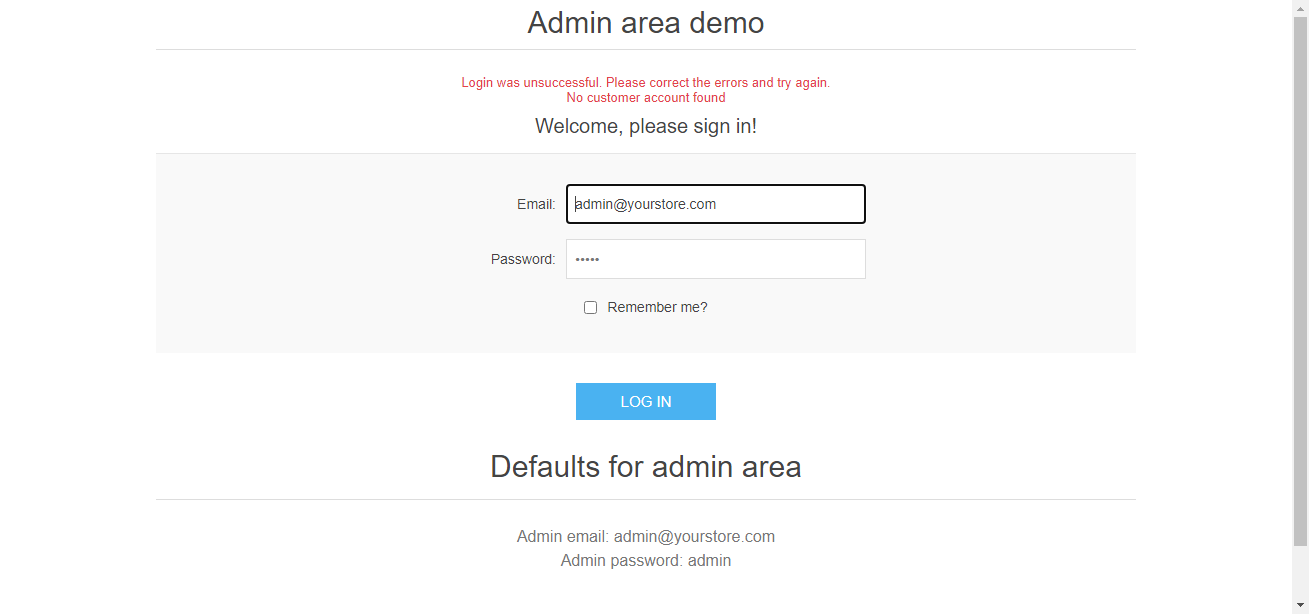 Admin area demo
Login was unsuccessful. Please correct the errors and try again.
No customer account found
Welcome, please sign in!
Email: admin@yourstore.com
Password: •••••
Remember me?
LOG IN
Defaults for admin area
Admin email: admin@yourstore.com
Admin password: admin